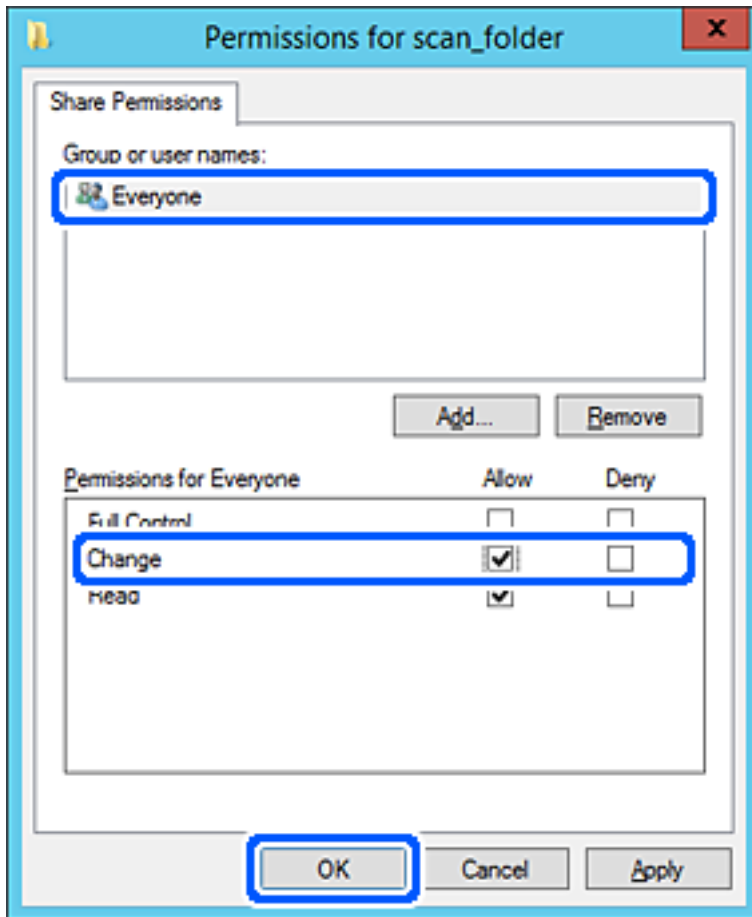 Permissions for scan_folder
x
Share Permissions
Group or user names:
Everyone
Add...
Remove
Permissions for Everyone Allow Deny
Full Control
Change
Read
OK Cancel Apply